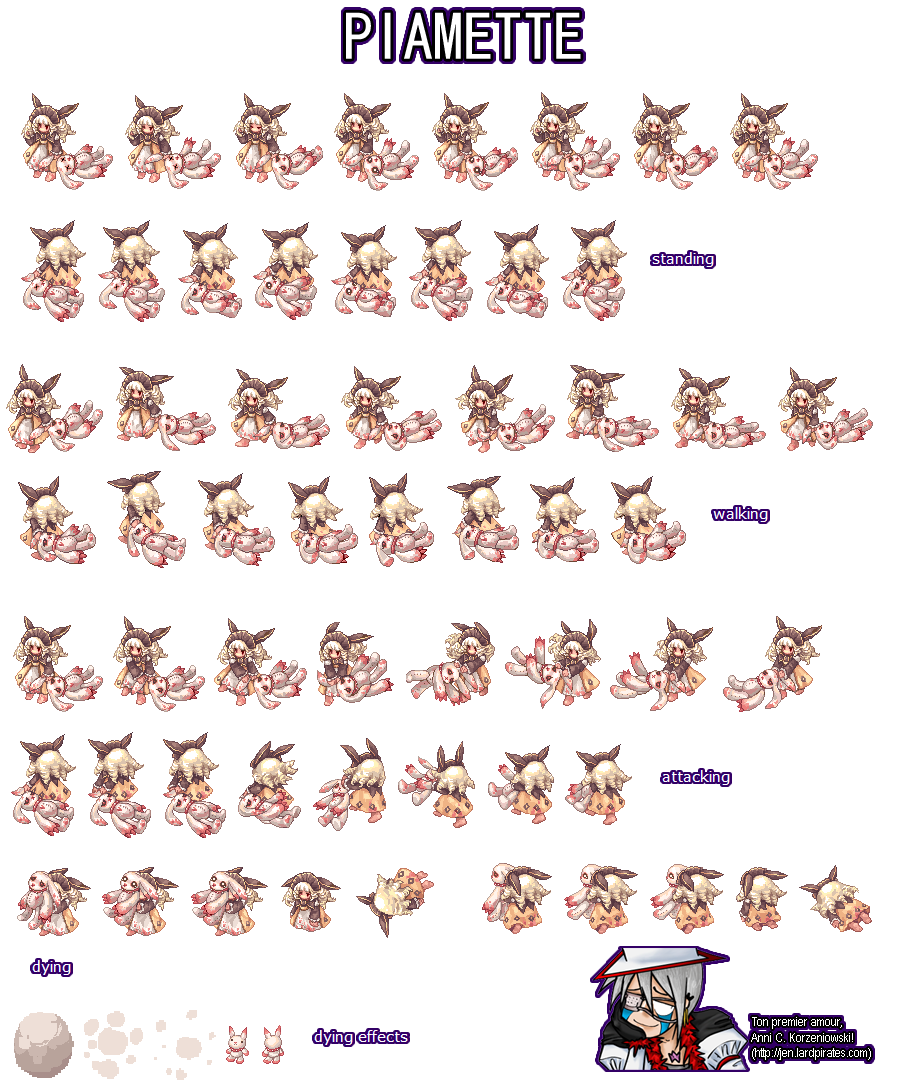 PIAMETTE
standing
walking
attacking
dying
dying effects
Ton premier amour,
Anni C. Korzeniowski!
(http://jen.lardpirates.com)